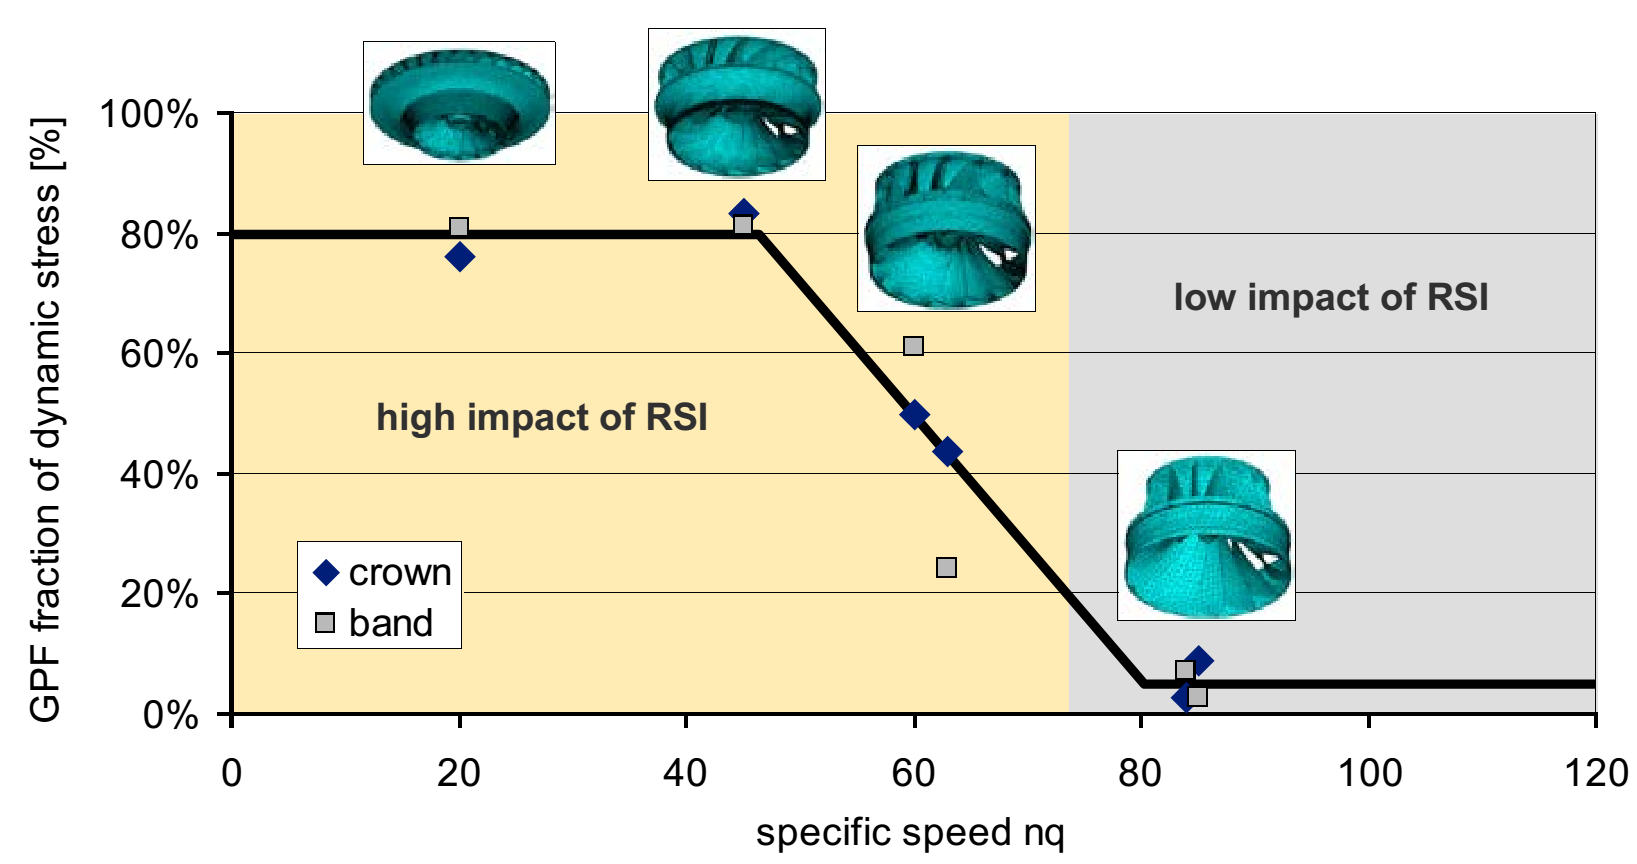 GPF fraction of dynamic stress [%]
100%
80%
60%
40%
20%
0%
low impact of RSI
high impact of RSI
crown
band
0 20 40 60 80 100 120
specific speed nq